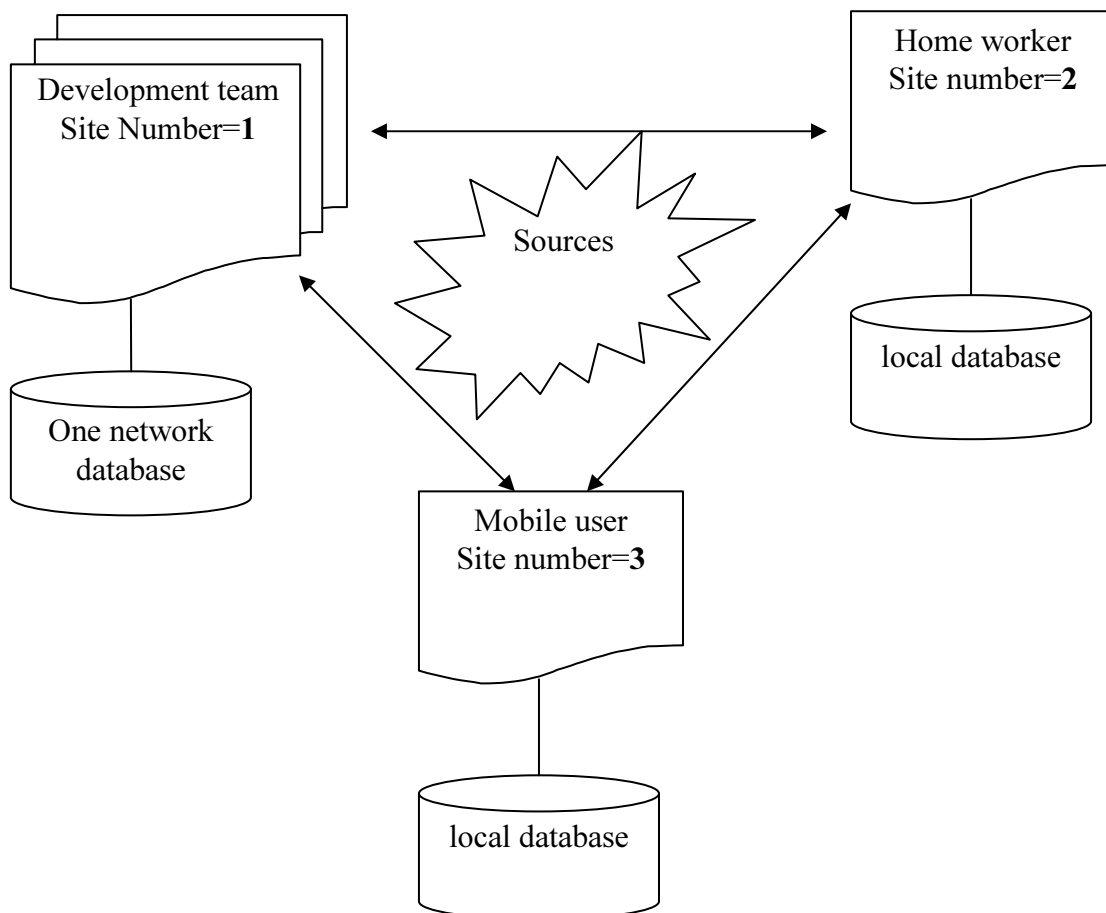 Development team
Site Number=1
Home worker
Site number=2
Sources
local database
One network
database
Mobile user
Site number=3
local database